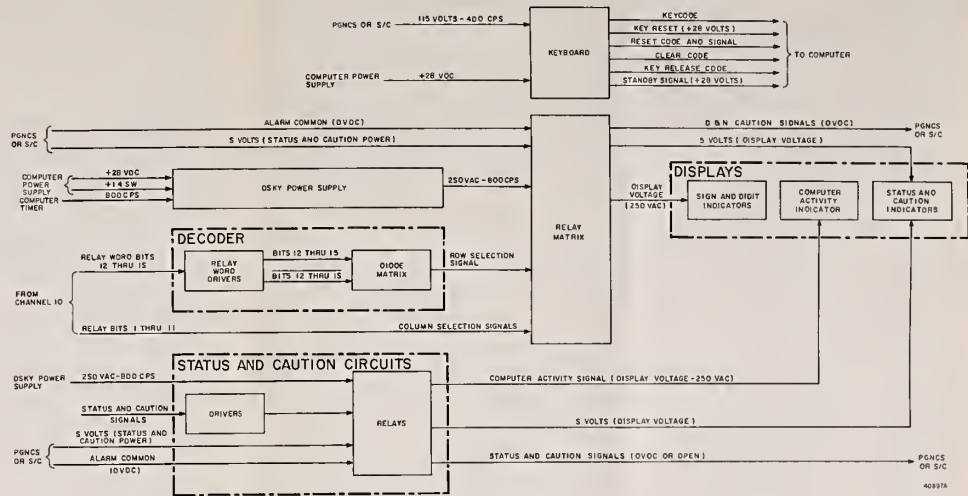 PGNCS OR S/C
115 VOLTS-400 CPS
COMPUTER POWER
SUPPLY
+28 VDC
KEYBOARD
KEYCODE
KEY RESET (+28 VOLTS)
RESET CODE AND SIGNAL
CLEAR CODE
KEY RELEASE CODE
STANDBY SIGNAL (+28 VOLTS)
TO COMPUTER
PGNCS
OR S/C
ALARM COMMON (0VDC)
5 VOLTS (STATUS AND CAUTION POWER)
COMPUTER
POWER
SUPPLY
COMPUTER
TIMER
+28 VDC
+14 SW
800 CPS
DSKY POWER SUPPLY
250VAC-800CPS
RELAY
MATRIX
D & N CAUTION SIGNALS (0VDC)
PGNCS
OR S/C
5 VOLTS (DISPLAY VOLTAGE)
DISPLAY
VOLTAGE
(250 VAC)
DISPLAYS
SIGN AND DIGIT
INDICATORS
COMPUTER
ACTIVITY
INDICATOR
STATUS AND
CAUTION
INDICATORS
DECODER
RELAY WORD BITS
12 THRU 15
RELAY
WORD
DRIVERS
BITS 12 THRU 15
BITS 12 THRU 15
DIODE
MATRIX
ROW SELECTION
SIGNAL
FROM
CHANNEL 10
RELAY BITS 1 THRU 11
COLUMN SELECTION SIGNALS
STATUS AND CAUTION CIRCUITS
DSKY POWER
SUPPLY
250 VAC-800 CPS
STATUS AND CAUTION
SIGNALS
DRIVERS
RELAYS
5 VOLTS (STATUS AND
CAUTION POWER)
PGNCS
OR S/C
ALARM COMMON
(0VDC)
COMPUTER ACTIVITY SIGNAL (DISPLAY VOLTAGE-250 VAC)
5 VOLTS (DISPLAY VOLTAGE)
STATUS AND CAUTION SIGNALS (0VDC OR OPEN)
PGNCS
OR S/C
40897A